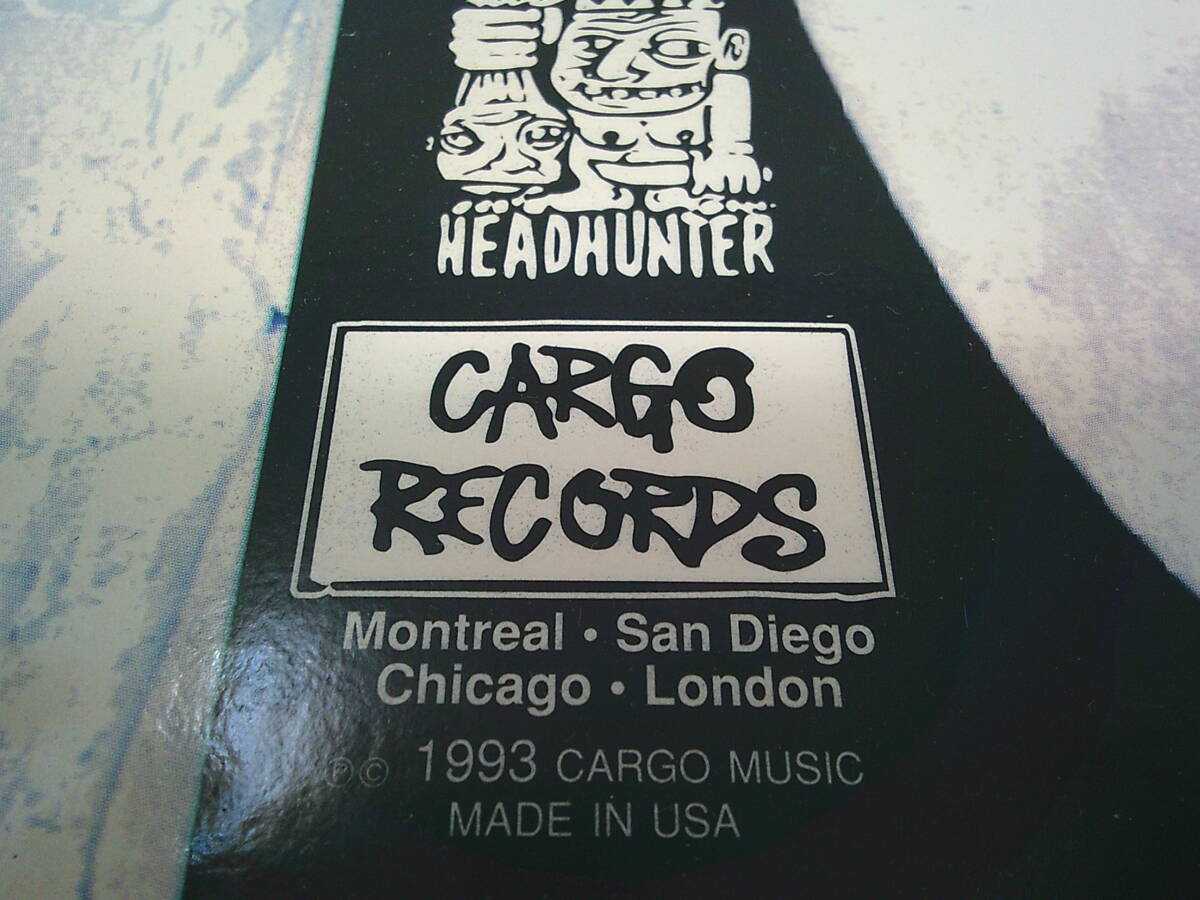 HEADHUNTER
CARGO
RECORDS
Montreal • San Diego
Chicago • London
℗© 1993 CARGO MUSIC
MADE IN USA